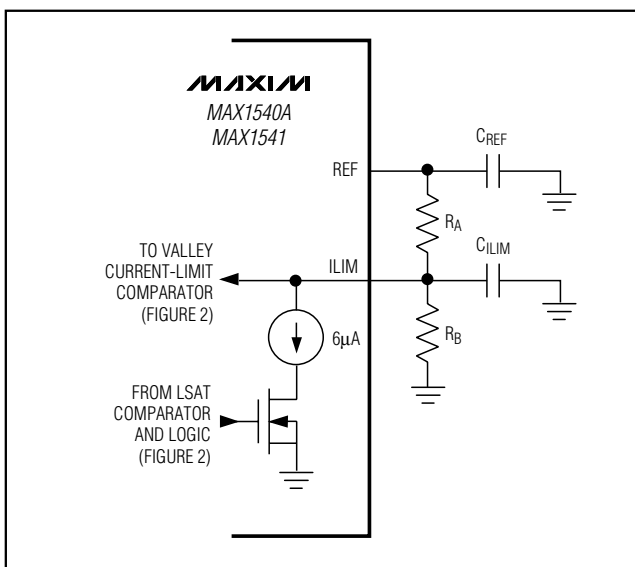 MAXIM
MAX1540A
MAX1541
CREF
REF
RA
CILIM
TO VALLEY
CURRENT-LIMIT
COMPARATOR
(FIGURE 2)
ILIM
6μA
RB
FROM LSAT
COMPARATOR
AND LOGIC
(FIGURE 2)